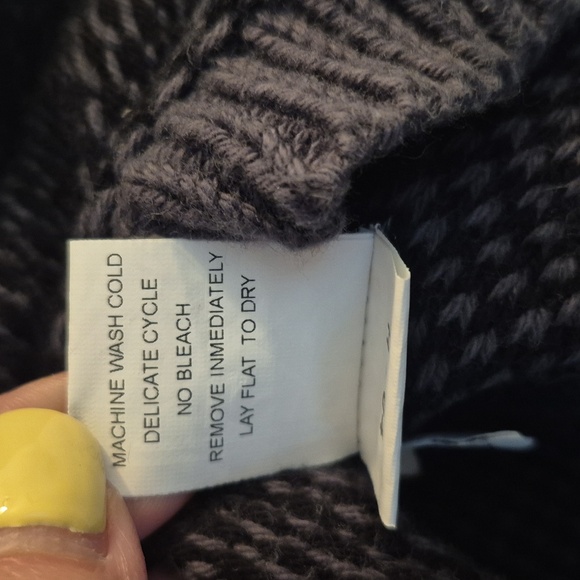 MACHINE WASH COLD
DELICATE CYCLE
NO BLEACH
REMOVE INMEDIATELY
LAY FLAT TO DRY